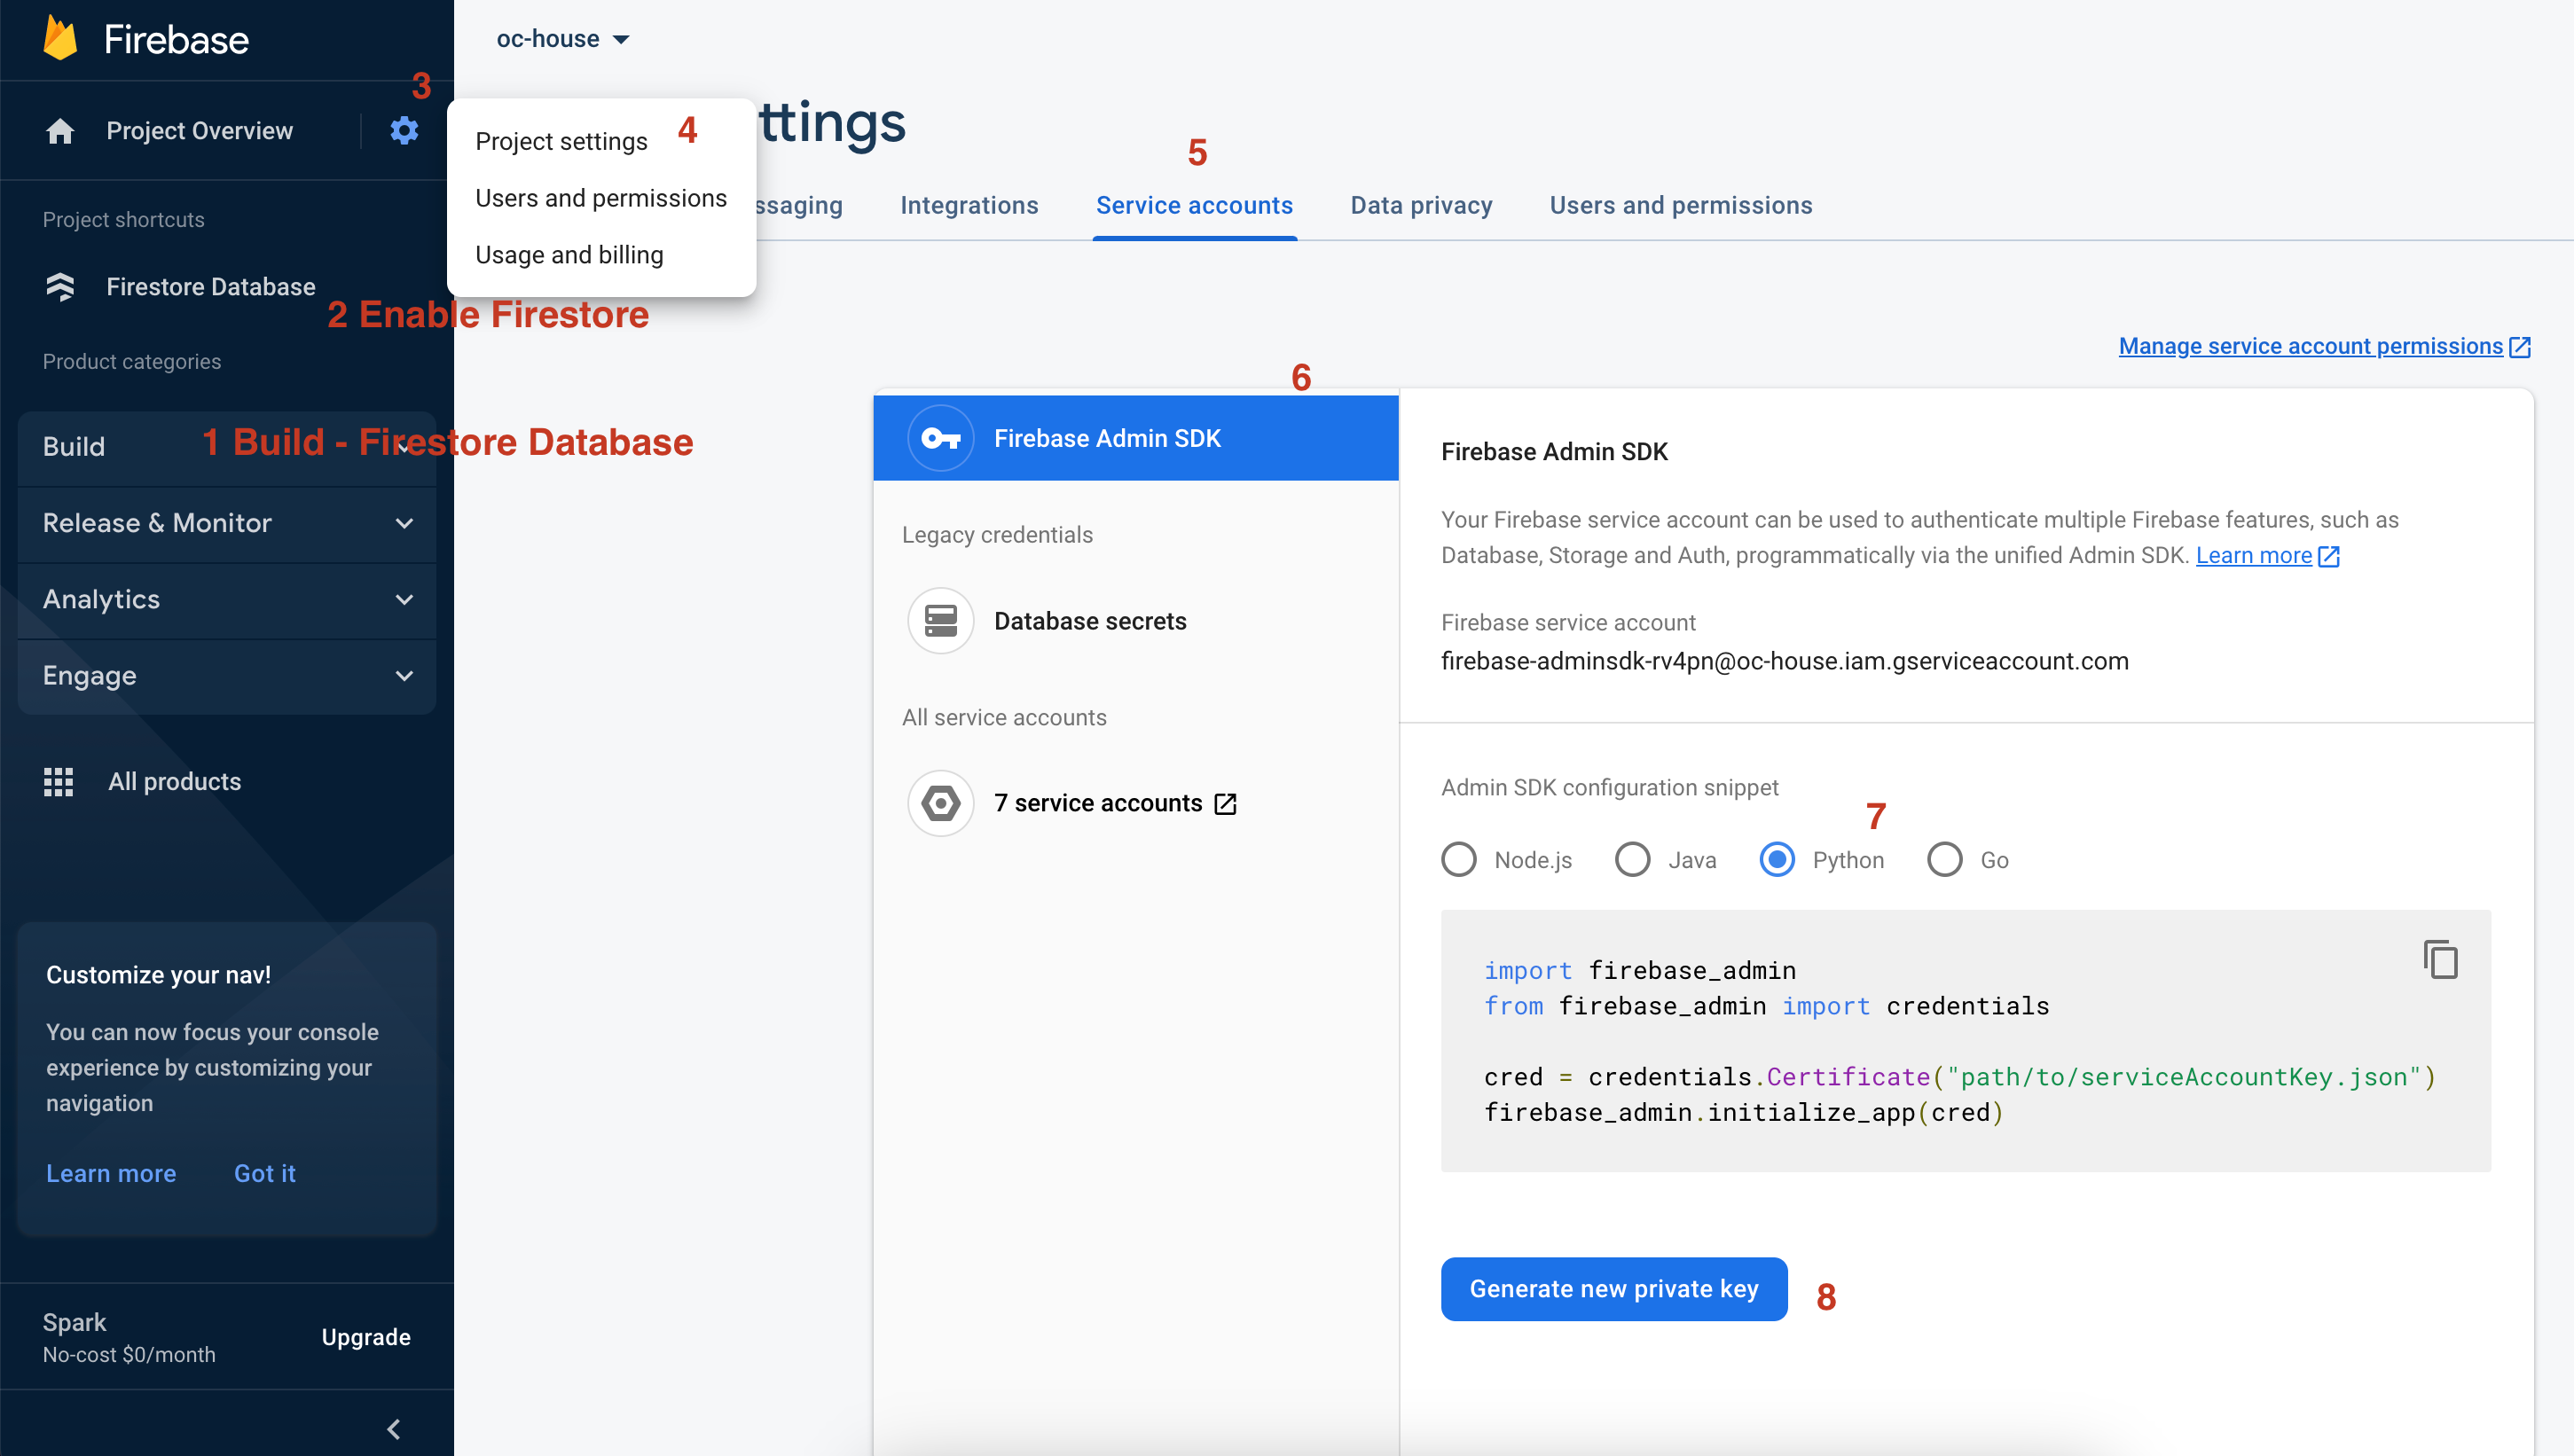 Firebase
3
Project Overview
Project shortcuts
Firestore Database
2 Enable Firestore
Product categories
Build
1 Build - Firestore Database
Release & Monitor
Analytics
Engage
All products
Customize your nav!
You can now focus your console
experience by customizing your
navigation
Learn more Got it
Spark
No-cost $0/month
Upgrade
oc-house
Project settings 4
Users and permissions
Usage and billing
ttings
5
ssaging Integrations Service accounts Data privacy Users and permissions
Manage service account permissions
6
Firebase Admin SDK
Legacy credentials
Database secrets
All service accounts
7 service accounts
Firebase Admin SDK
Your Firebase service account can be used to authenticate multiple Firebase features, such as
Database, Storage and Auth, programmatically via the unified Admin SDK. Learn more
Firebase service account
firebase-adminsdk-rv4pn@oc-house.iam.gserviceaccount.com
Admin SDK configuration snippet
7
Node.js Java Python Go
import firebase_admin
from firebase_admin import credentials
cred = credentials.Certificate("path/to/serviceAccountKey.json")
firebase_admin.initialize_app(cred)
Generate new private key 8